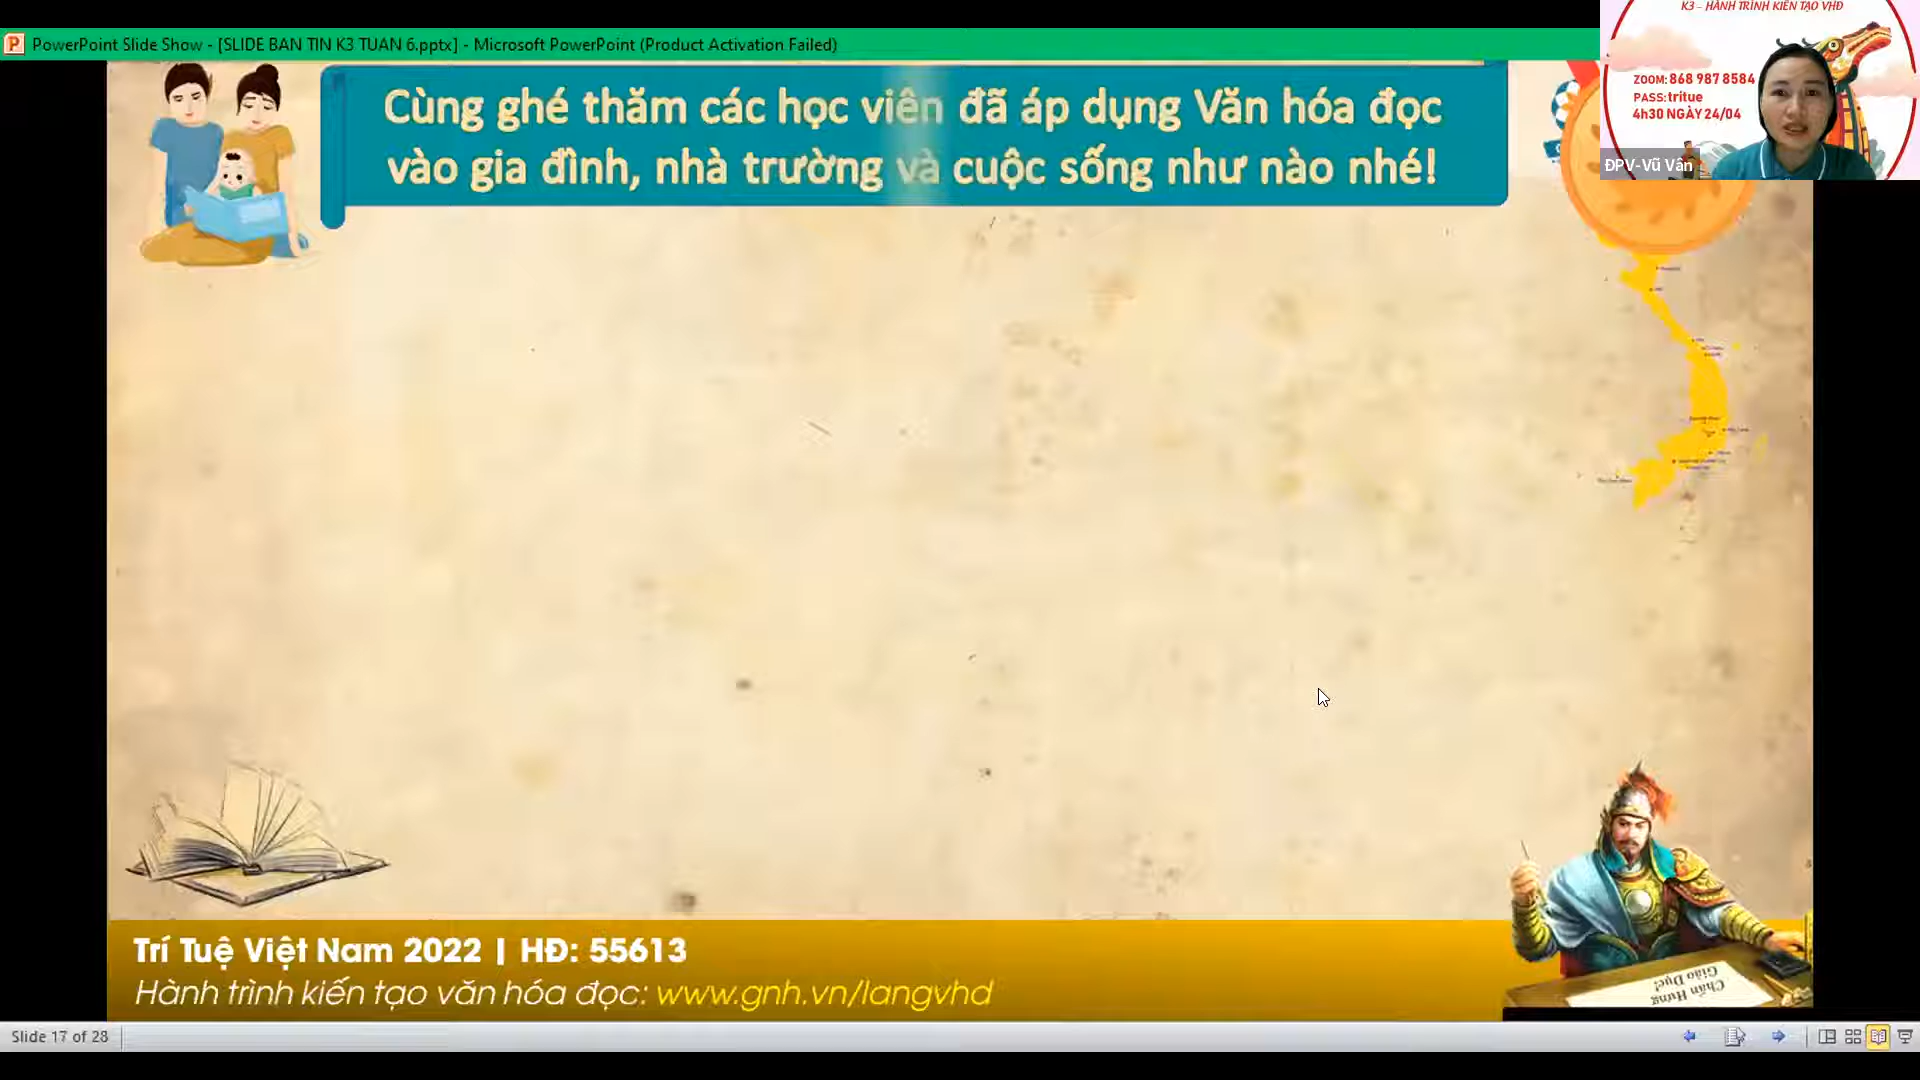 PowerPoint Slide Show - [SLIDE BAN TIN K3 TUAN 6.pptx] - Microsoft PowerPoint (Product Activation Failed)
K3 – HÀNH TRÌNH KIẾN TẠO VHĐ
ZOOM: 868 987 8584
PASS: tritue
4h30 NGÀY 24/04
ĐPV-Vũ Vân
Cùng ghé thăm các học viên đã áp dụng Văn hóa đọc
vào gia đình, nhà trường và cuộc sống như nào nhé!
Chấn Hưng
Giáo Dục!
Trí Tuệ Việt Nam 2022 | HĐ: 55613
Hành trình kiến tạo văn hóa đọc: www.gnh.vn/langvhd
Slide 17 of 28